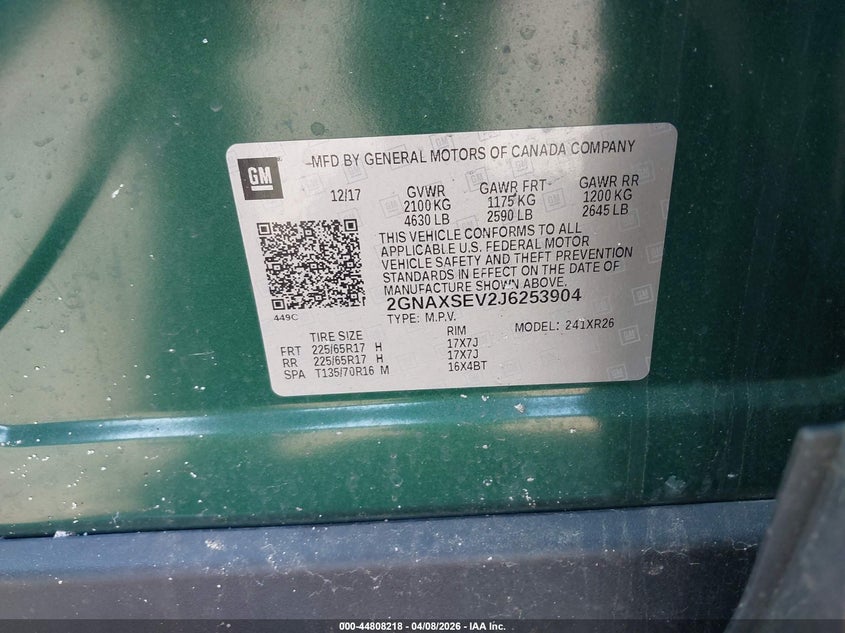 GM
MFD BY GENERAL MOTORS OF CANADA COMPANY
12/17 GVWR GAWR FRT GAWR RR
2100 KG 1175 KG 1200 KG
4630 LB 2590 LB 2645 LB
THIS VEHICLE CONFORMS TO ALL
APPLICABLE U.S. FEDERAL MOTOR
VEHICLE SAFETY AND THEFT PREVENTION
STANDARDS IN EFFECT ON THE DATE OF
MANUFACTURE SHOWN ABOVE.
2GNAXSEV2J6253904
449C
TYPE: M.P.V. MODEL: 241XR26
TIRE SIZE RIM
FRT 225/65R17 H 17X7J
RR 225/65R17 H 17X7J
SPA T135/70R16 M 16X4BT
000-44808218 - 04/08/2026 - IAA Inc.